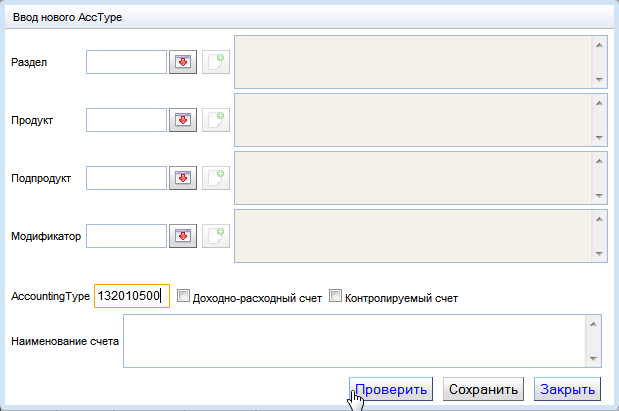 Ввод нового AccType
Раздел
Продукт
Подпродукт
Модификатор
AccountingType 132010500 Доходно-расходный счет Контролируемый счет
Наименование счета
Проверить Сохранить Закрыть